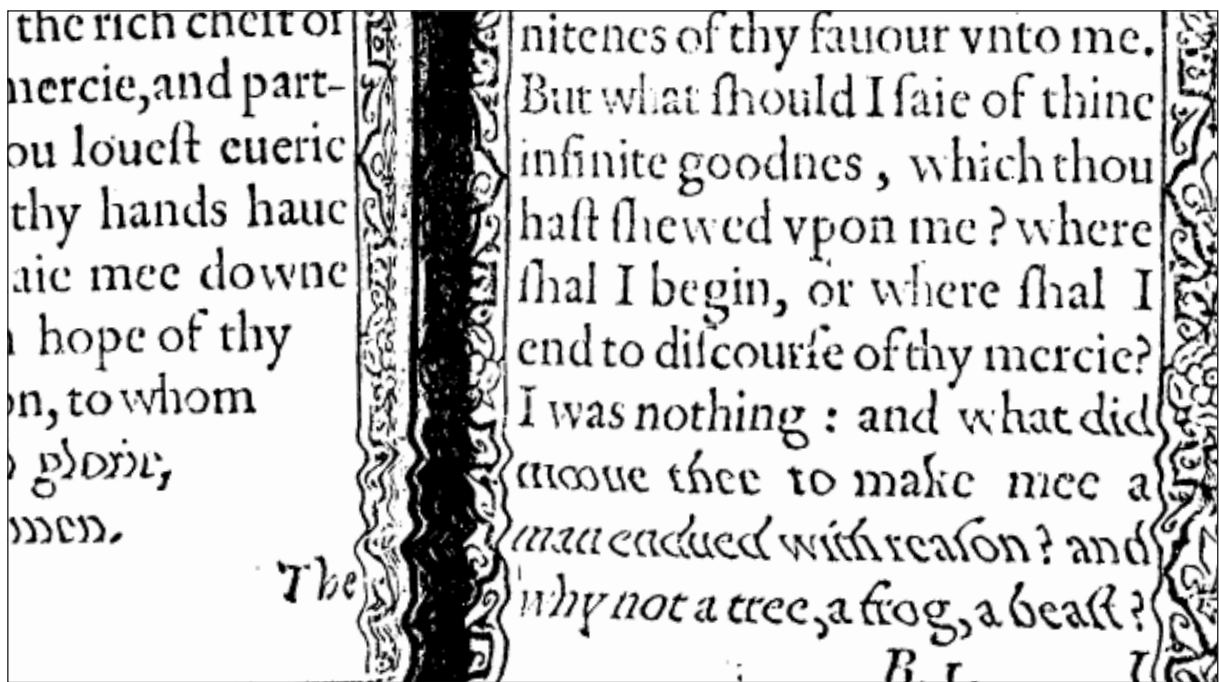 the rich chest of
mercie, and part-
ou louest euerie
thy hands haue
aie mee downe
hope of thy
on, to whom
glorie,
men.
The
nitenes of thy fauour vnto me.
But what ſhould I ſaie of thine
infinite goodnes, which thou
haſt ſhewed vpon me? where
ſhal I begin, or where ſhal I
end to diſcourſe of thy mercie?
I was nothing: and what did
mooue thee to make mee a
man endued with reaſon? and
why not a tree, a frog, a beaſt?
B. I.